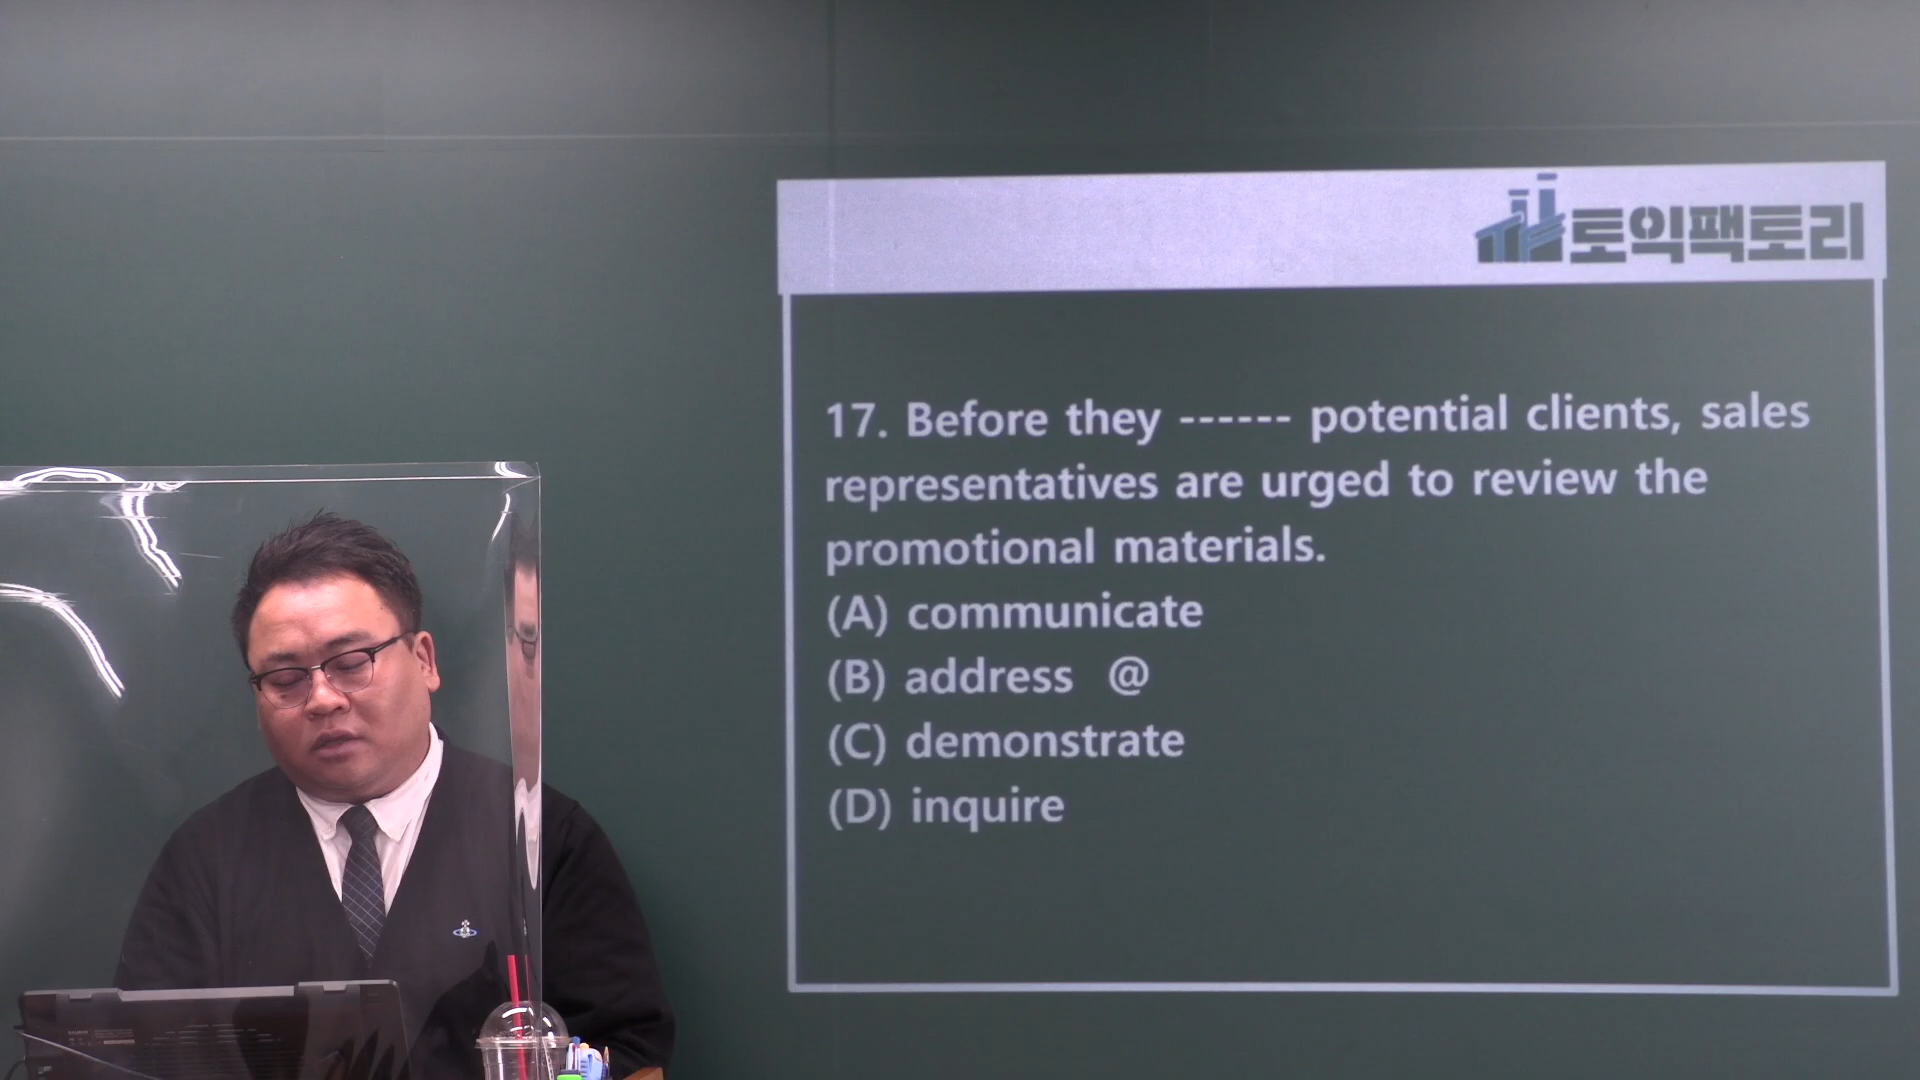 토익팩토리
17. Before they ------ potential clients, sales
representatives are urged to review the
promotional materials.
(A) communicate
(B) address @
(C) demonstrate
(D) inquire